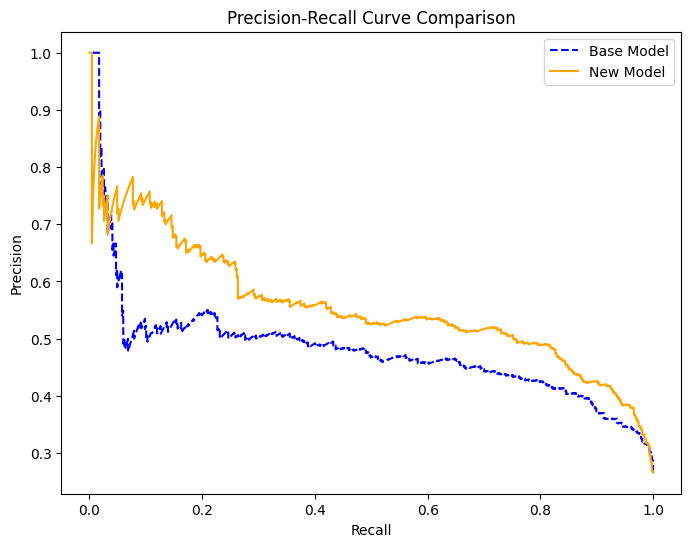 Precision-Recall Curve Comparison
Base Model
New Model
1.0
0.9
0.8
0.7
0.6
0.5
0.4
0.3
Precision
0.0 0.2 0.4 0.6 0.8 1.0
Recall